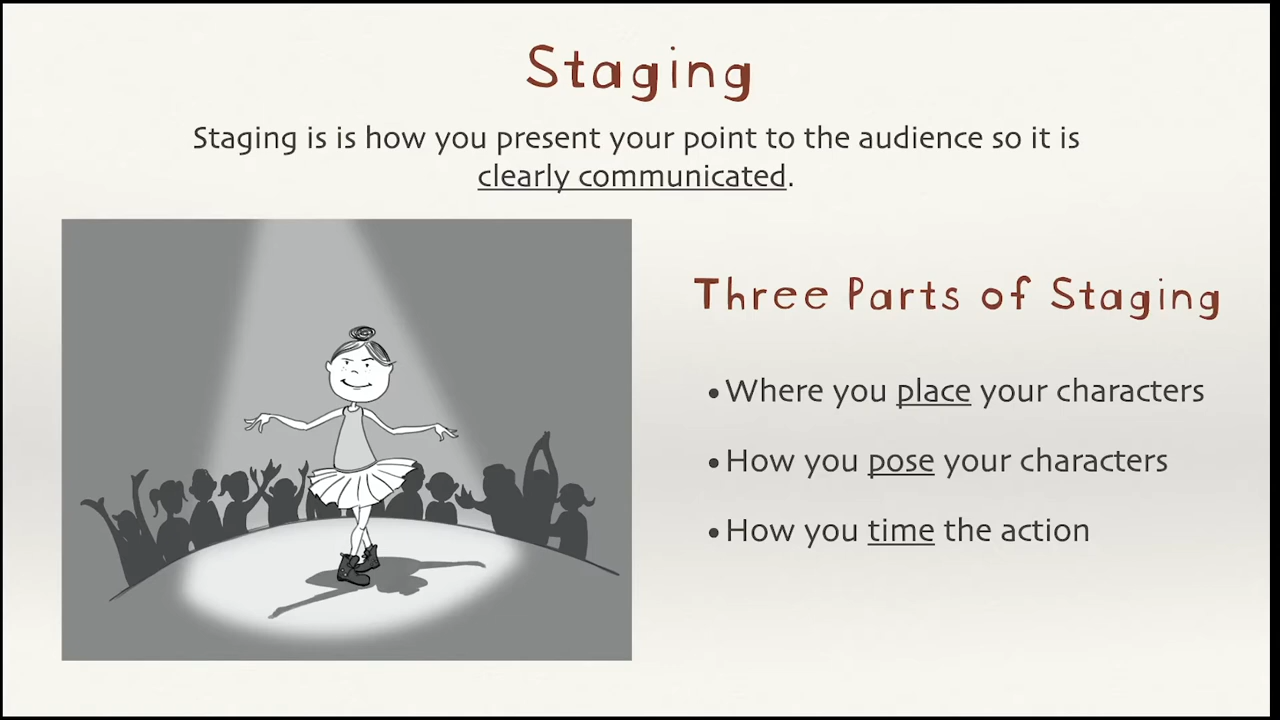 Staging
Staging is is how you present your point to the audience so it is
clearly communicated.
Three Parts of Staging
•Where you place your characters
•How you pose your characters
•How you time the action